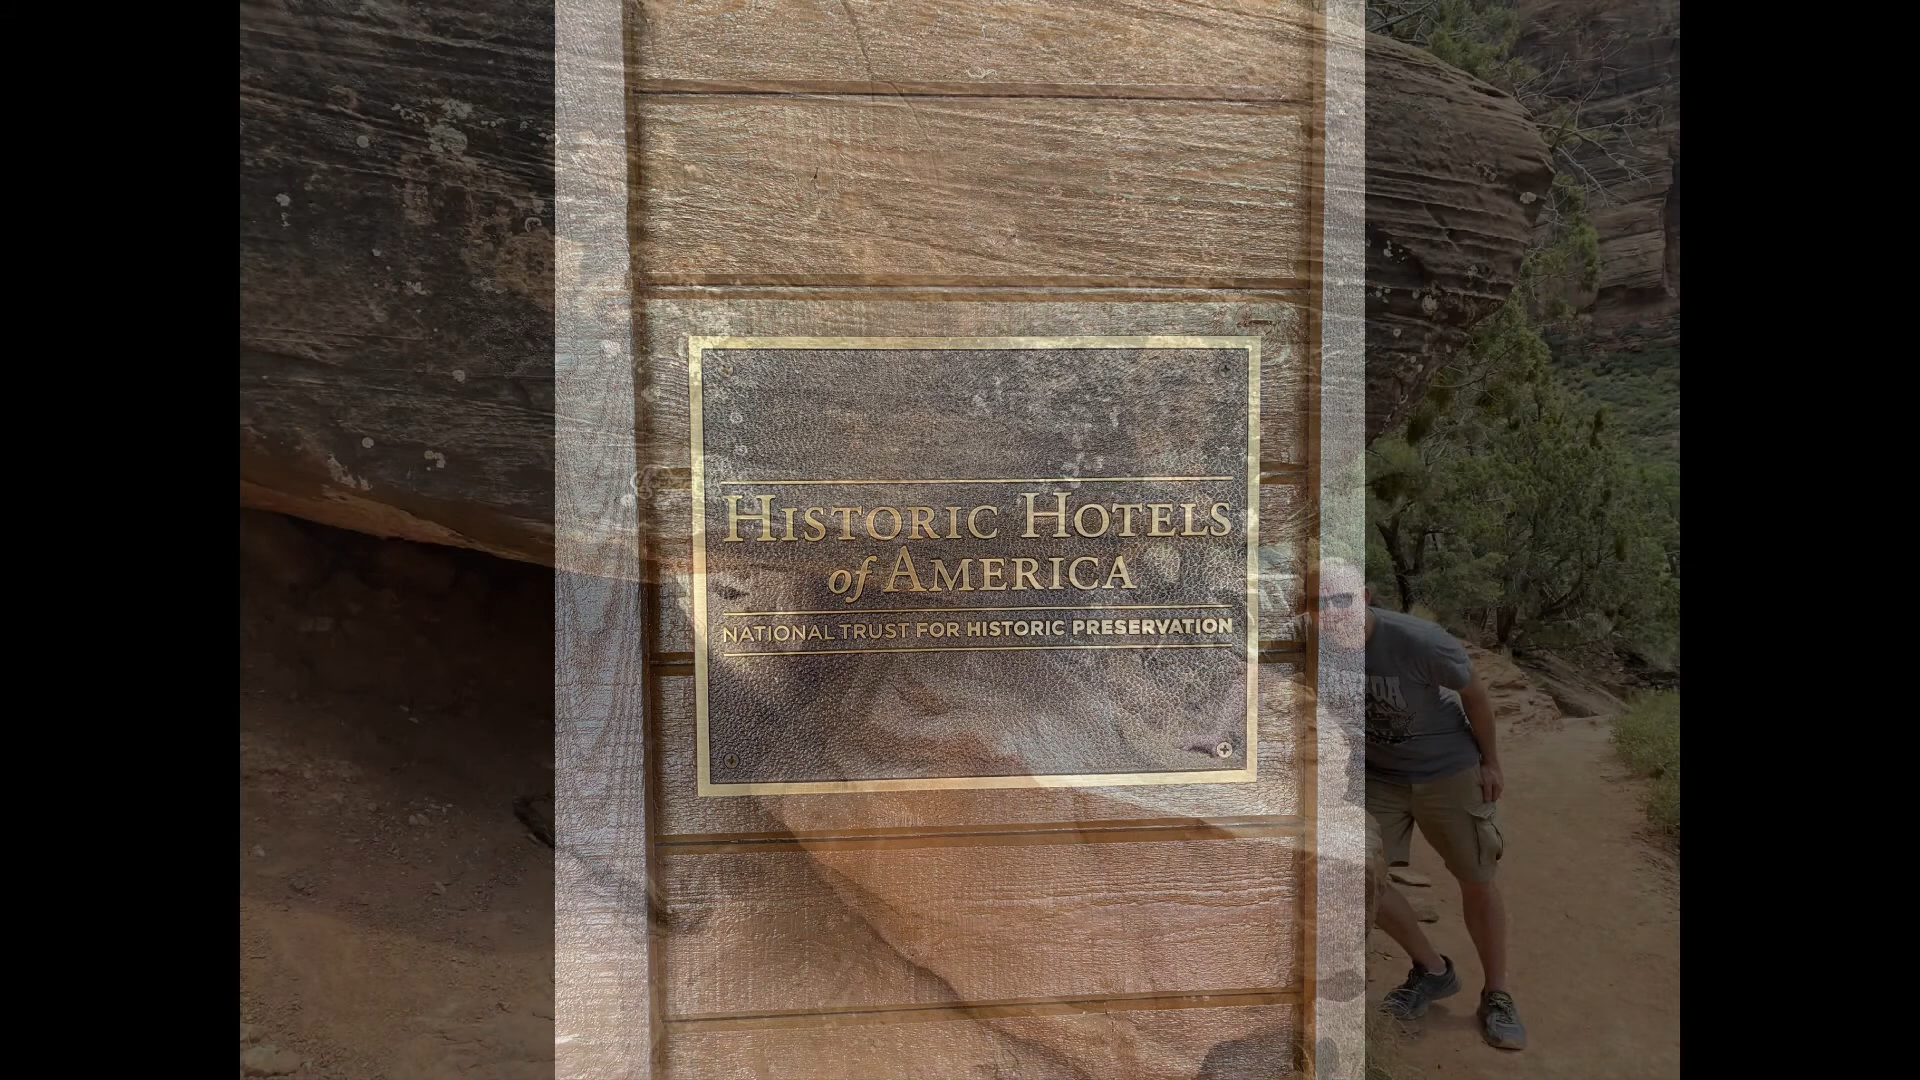 HISTORIC HOTELS
of AMERICA
NATIONAL TRUST FOR HISTORIC PRESERVATION